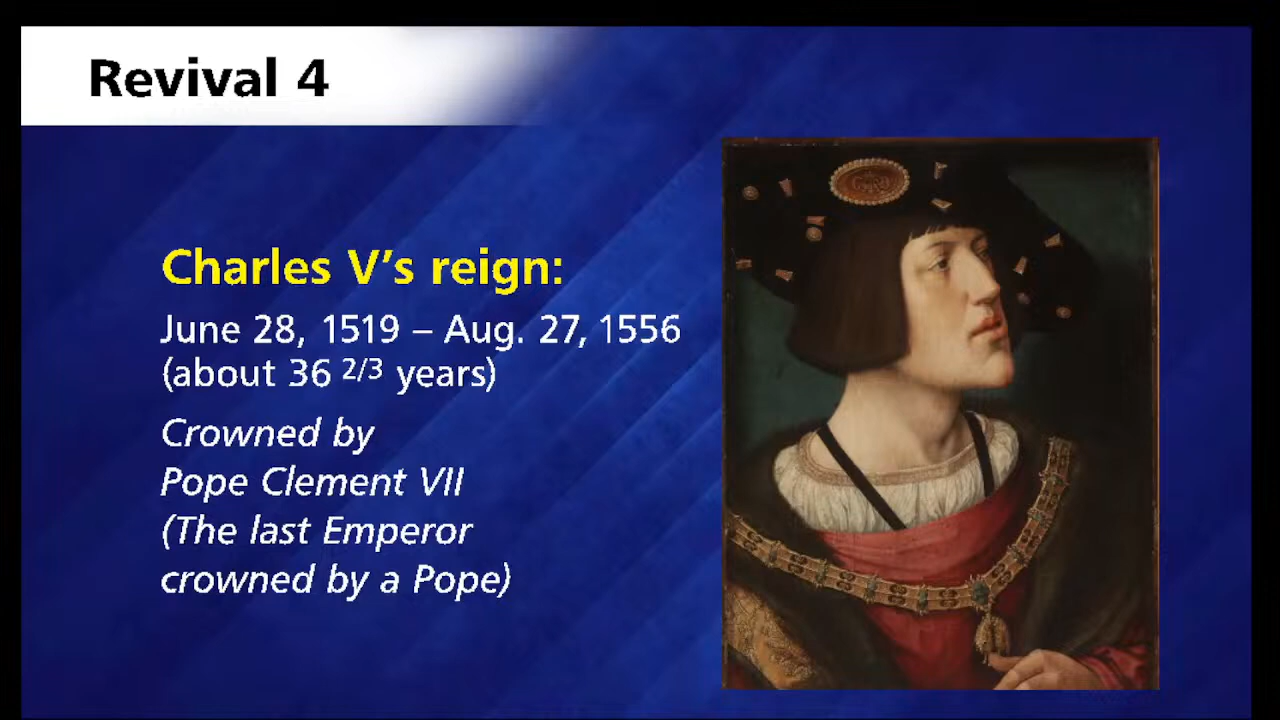 Revival 4
Charles V’s reign:
June 28, 1519 – Aug. 27, 1556
(about 36 2/3 years)
Crowned by
Pope Clement VII
(The last Emperor
crowned by a Pope)